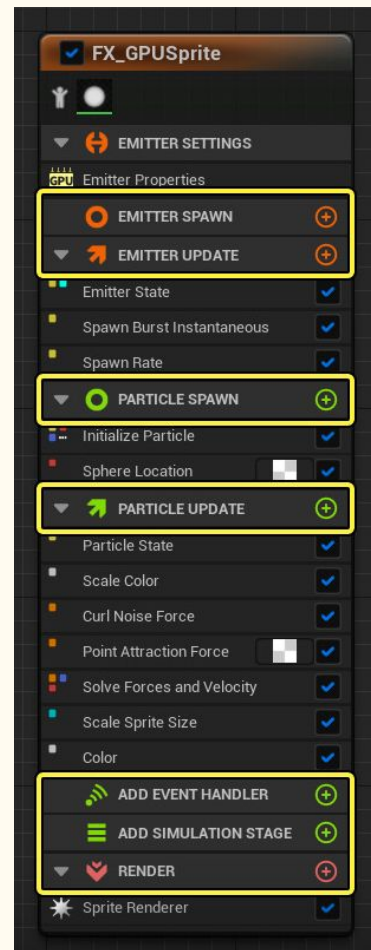 FX_GPUSprite
EMITTER SETTINGS
GPU Emitter Properties
EMITTER SPAWN
EMITTER UPDATE
Emitter State
Spawn Burst Instantaneous
Spawn Rate
PARTICLE SPAWN
Initialize Particle
Sphere Location
PARTICLE UPDATE
Particle State
Scale Color
Curl Noise Force
Point Attraction Force
Solve Forces and Velocity
Scale Sprite Size
Color
ADD EVENT HANDLER
ADD SIMULATION STAGE
RENDER
Sprite Renderer